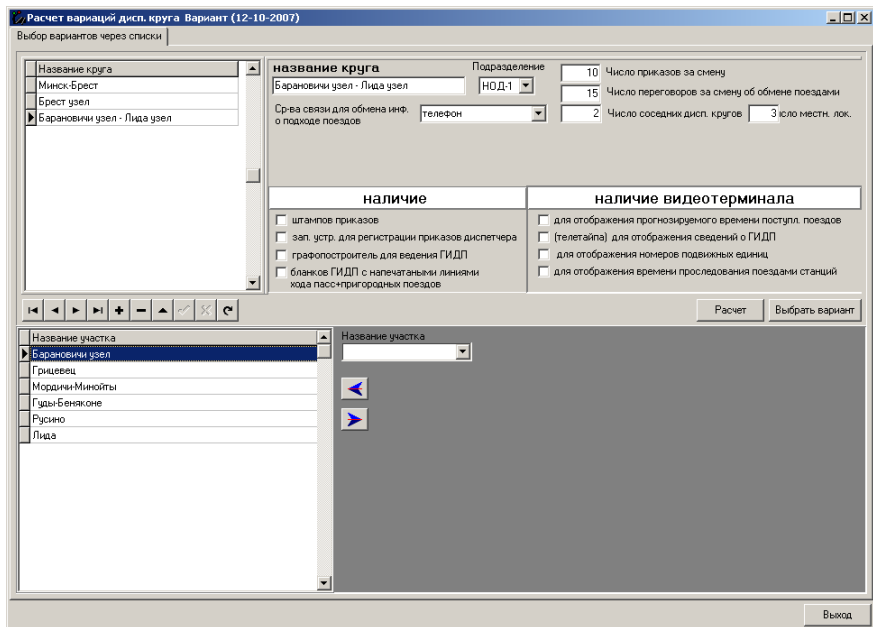 Расчет вариаций дисп. круга Вариант (12-10-2007)
Выбор вариантов через списки
Название круга
Минск-Брест
Брест узел
Барановичи узел - Лида узел
название круга
Подразделение
Барановичи узел - Лида узел
НОД-1
Ср-ва связи для обмена инф.
о подходе поездов
телефон
10 Число приказов за смену
15 Число переговоров за смену об обмене поездами
2 Число соседних дисп. кругов
3 исло местн. лок.
наличие
штампов приказов
зап. устр. для регистрации приказов диспетчера
графопостроитель для ведения ГИДП
бланков ГИДП с напечатаными линиями
хода пасс+пригородных поездов
наличие видеотерминала
для отображения прогнозируемого времени поступл. поездов
(телетайпа) для отображения сведений о ГИДП
для отображения номеров подвижных единиц
для отображения времени проследования поездами станций
Расчет
Выбрать вариант
Название участка
Барановичи узел
Грицевец
Мордичи-Минойты
Гуды-Беняконе
Русино
Лида
Название участка
Выход